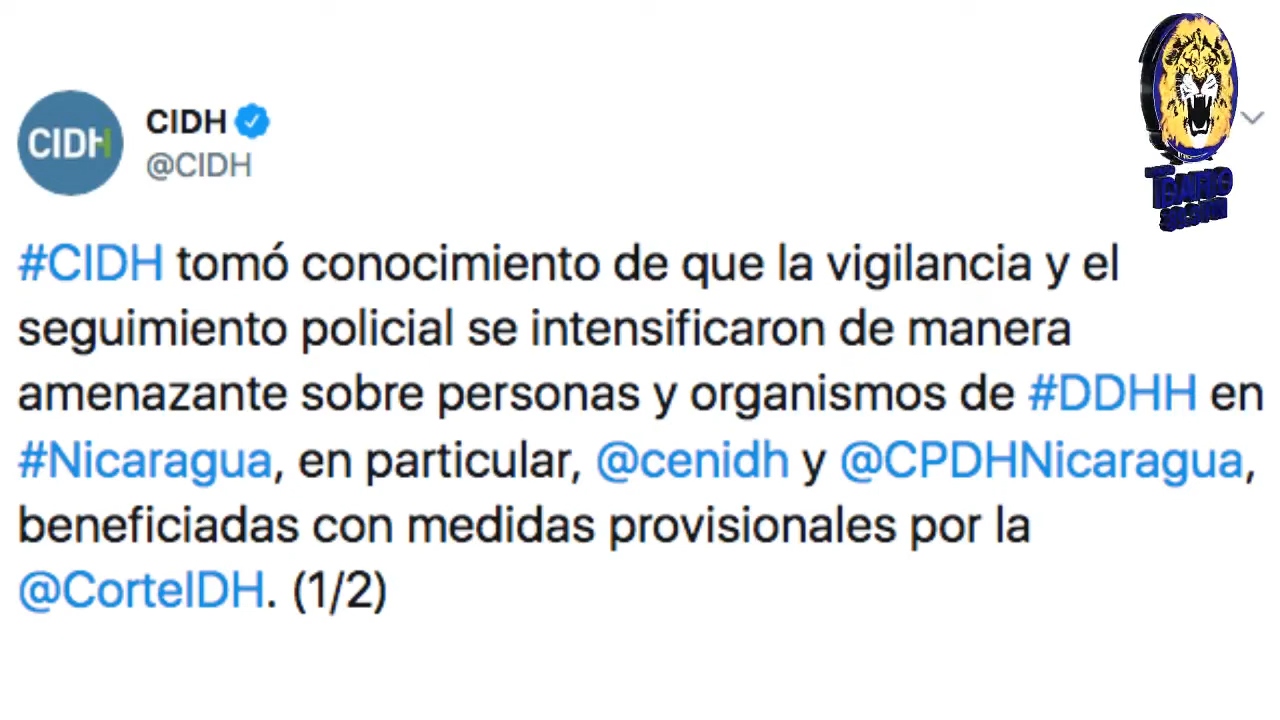 CIDH
CIDH
@CIDH
#CIDH tomó conocimiento de que la vigilancia y el
seguimiento policial se intensificaron de manera
amenazante sobre personas y organismos de #DDHH en
#Nicaragua, en particular, @cenidh y @CPDHNicaragua,
beneficiadas con medidas provisionales por la
@CorteIDH. (1/2)